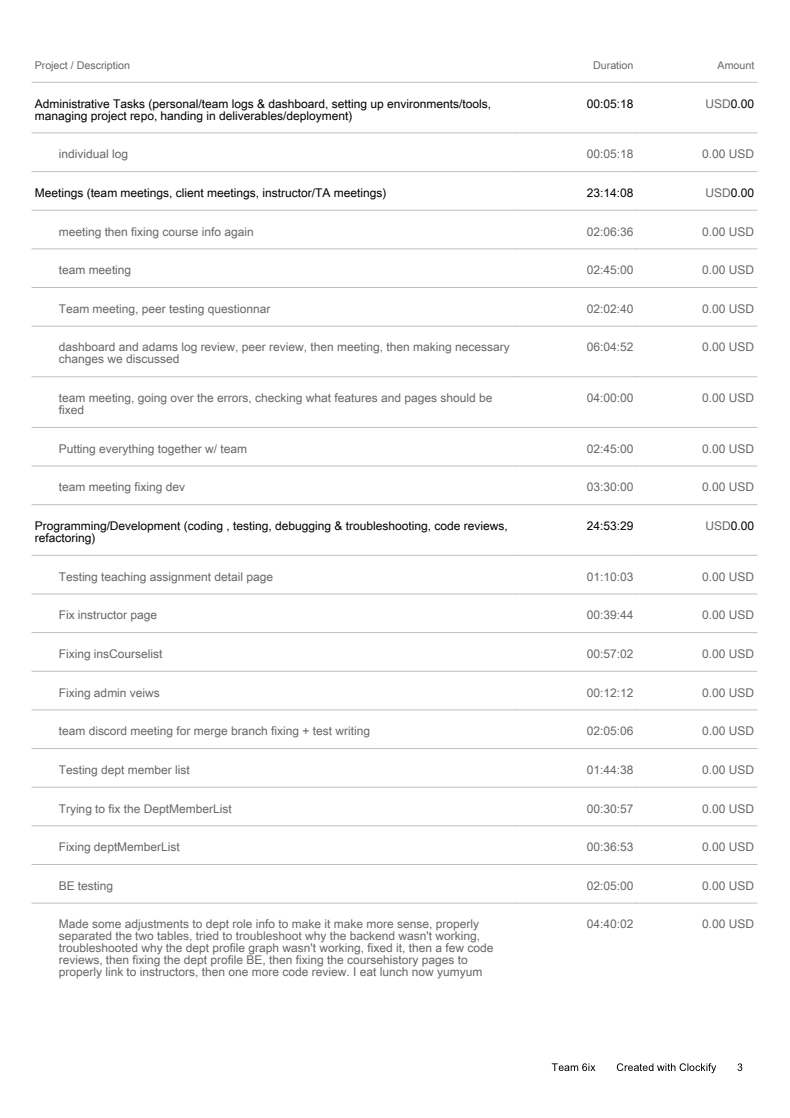 Project / Description Duration Amount
Administrative Tasks (personal/team logs & dashboard, setting up environments/tools, 00:05:18 USD0.00
managing project repo, handing in deliverables/deployment)
individual log 00:05:18 0.00 USD
Meetings (team meetings, client meetings, instructor/TA meetings) 23:14:08 USD0.00
meeting then fixing course info again 02:06:36 0.00 USD
team meeting 02:45:00 0.00 USD
Team meeting, peer testing questionnar 02:02:40 0.00 USD
dashboard and adams log review, peer review, then meeting, then making necessary 06:04:52 0.00 USD
changes we discussed
team meeting, going over the errors, checking what features and pages should be 04:00:00 0.00 USD
fixed
Putting everything together w/ team 02:45:00 0.00 USD
team meeting fixing dev 03:30:00 0.00 USD
Programming/Development (coding , testing, debugging & troubleshooting, code reviews, 24:53:29 USD0.00
refactoring)
Testing teaching assignment detail page 01:10:03 0.00 USD
Fix instructor page 00:39:44 0.00 USD
Fixing insCourselist 00:57:02 0.00 USD
Fixing admin veiws 00:12:12 0.00 USD
team discord meeting for merge branch fixing + test writing 02:05:06 0.00 USD
Testing dept member list 01:44:38 0.00 USD
Trying to fix the DeptMemberList 00:30:57 0.00 USD
Fixing deptMemberList 00:36:53 0.00 USD
BE testing 02:05:00 0.00 USD
Made some adjustments to dept role info to make it make more sense, properly 04:40:02 0.00 USD
separated the two tables, tried to troubleshoot why the backend wasn't working,
troubleshooted why the dept profile graph wasn't working, fixed it, then a few code
reviews, then fixing the dept profile BE, then fixing the coursehistory pages to
properly link to instructors, then one more code review. I eat lunch now yumyum
Team 6ix Created with Clockify 3